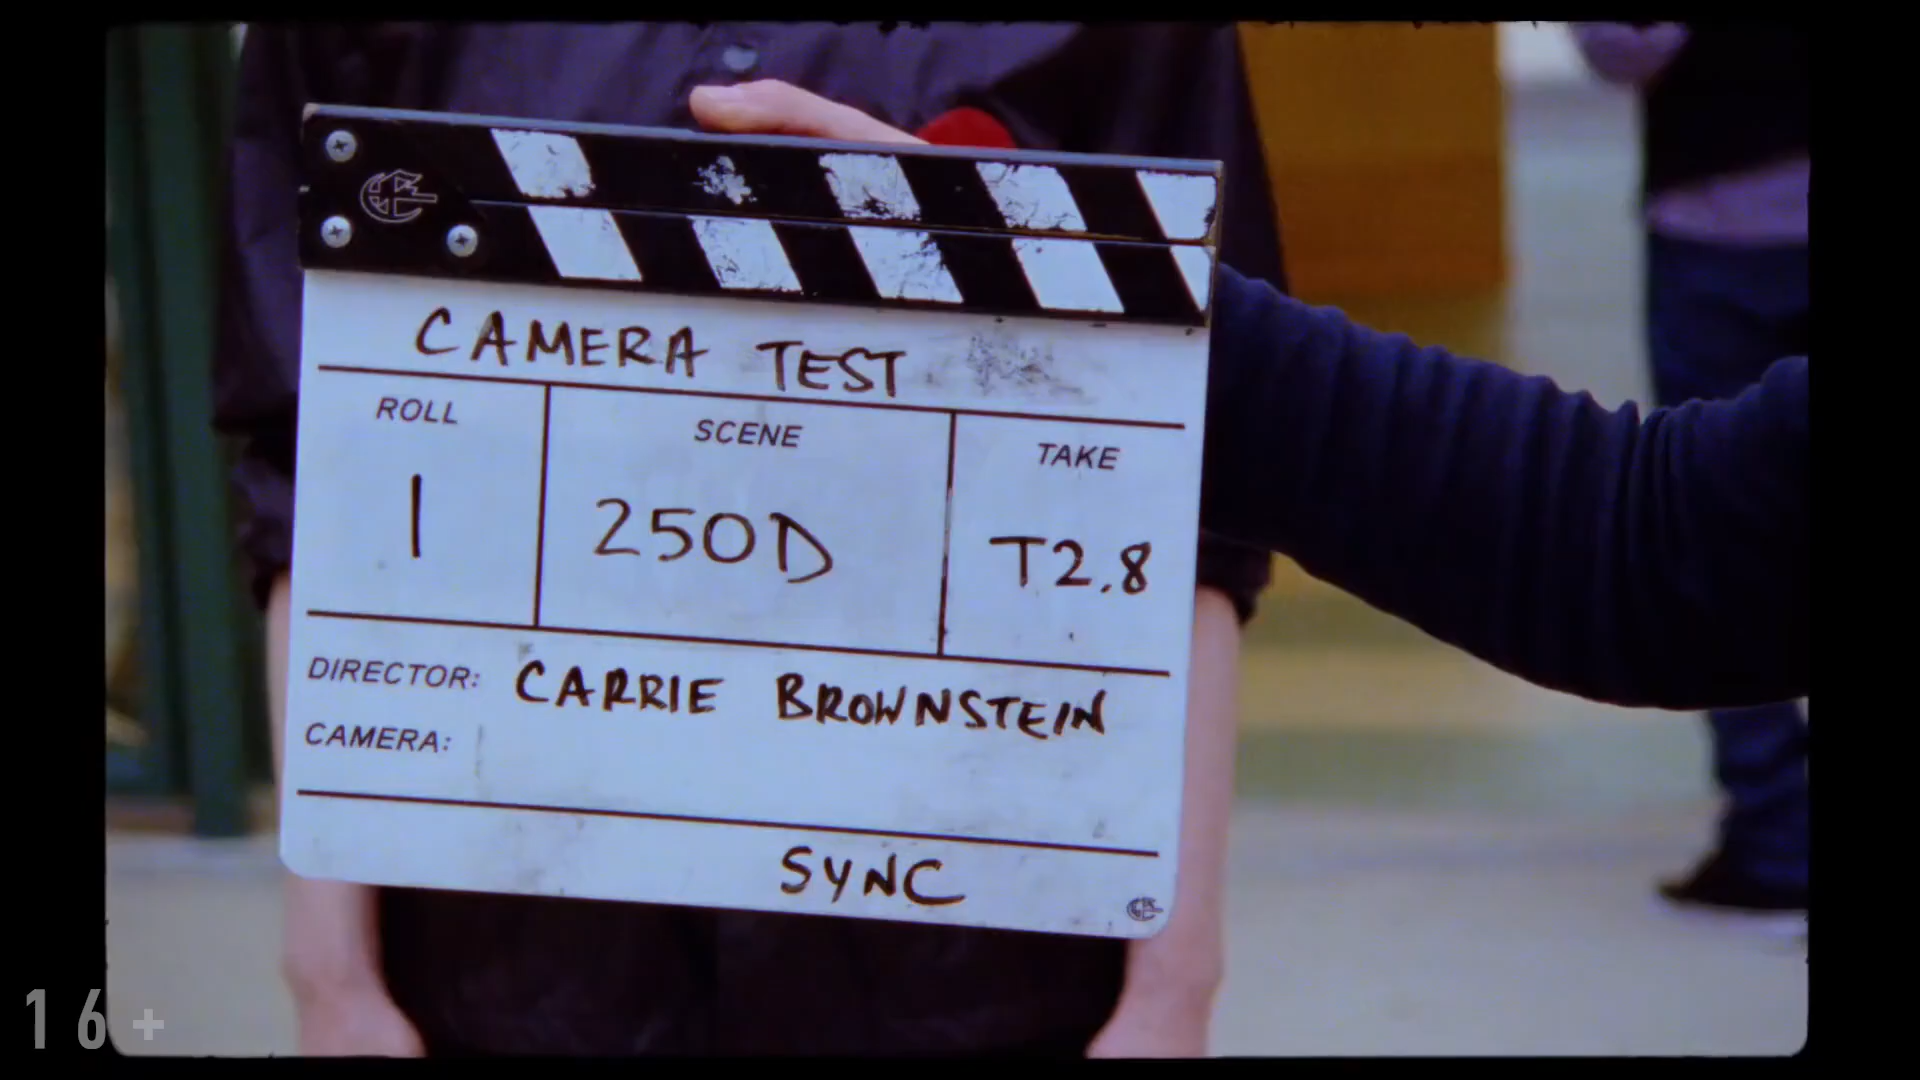 CAMERA TEST
ROLL
SCENE
TAKE
1
250D
T2.8
DIRECTOR: CARRIE BROWNSTEIN
CAMERA:
SYNC
16+